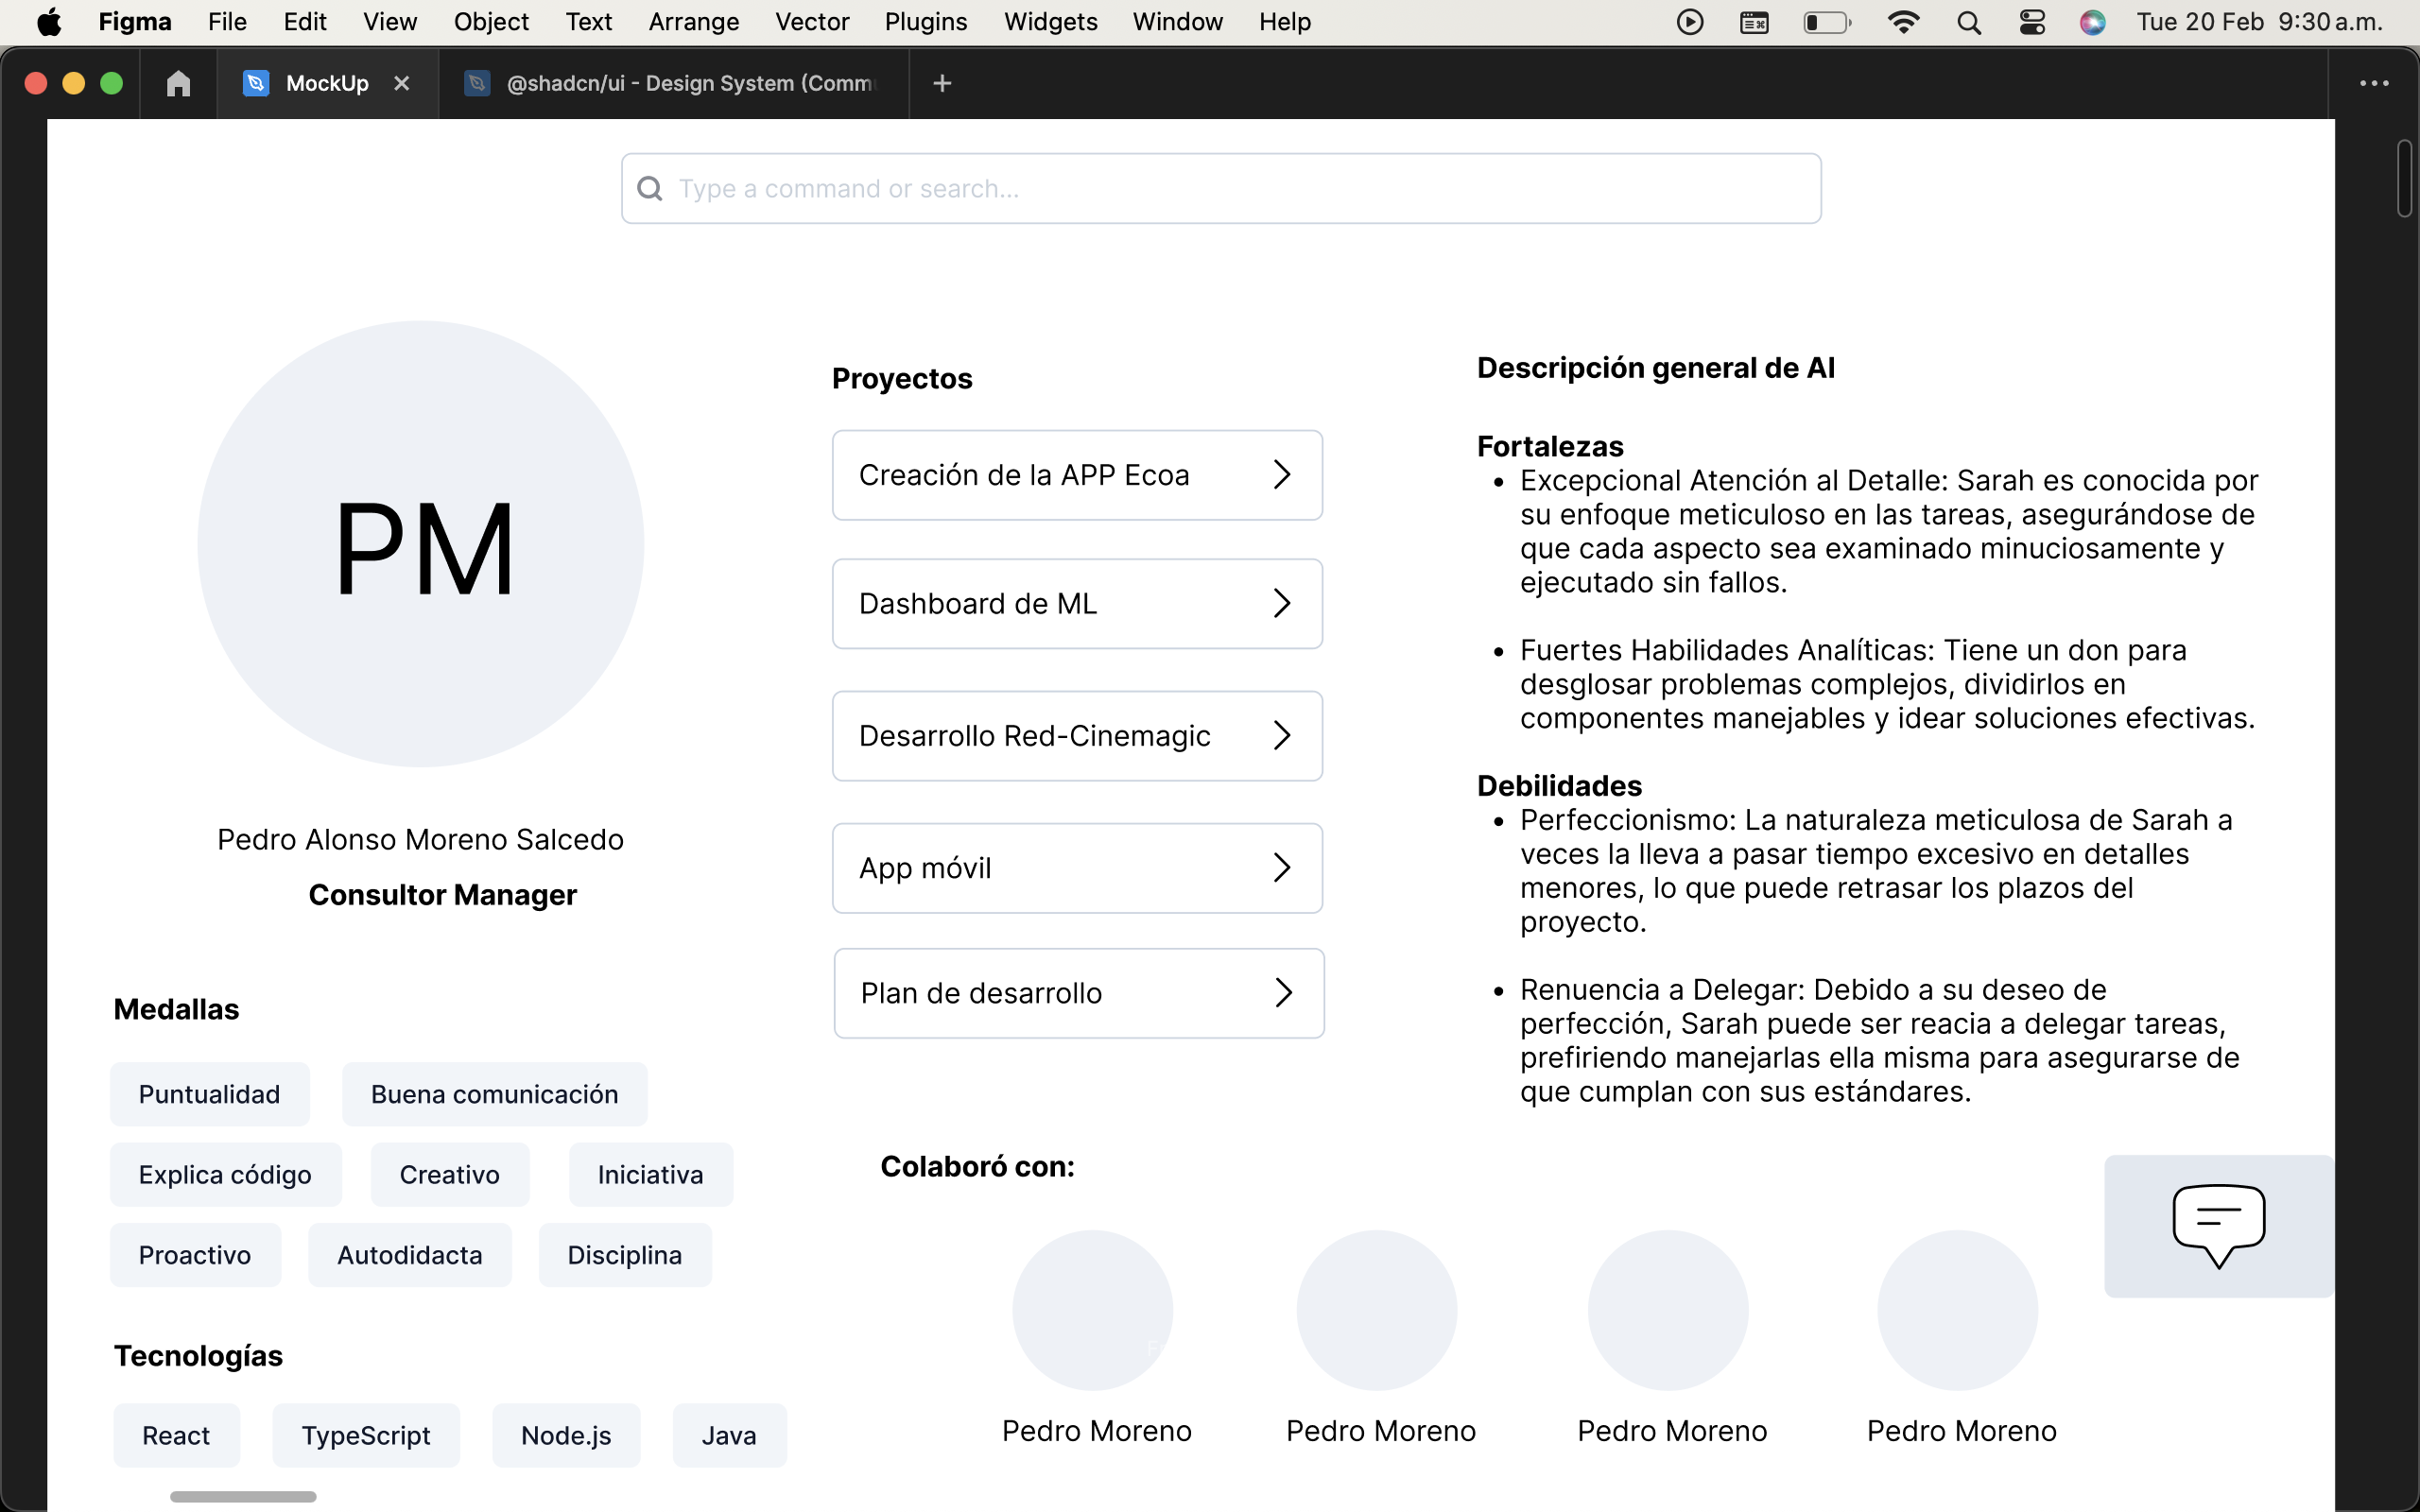 Figma File Edit View Object Text Arrange Vector Plugins Widgets Window Help Tue 20 Feb 9:30 a.m.
MockUp @shadcn/ui - Design System (Comm
Type a command or search...
PM
Pedro Alonso Moreno Salcedo
Consultor Manager
Medallas
Puntualidad Buena comunicación
Explica código Creativo Iniciativa
Proactivo Autodidacta Disciplina
Tecnologías
React TypeScript Node.js Java
Proyectos
Creación de la APP Ecoa
Dashboard de ML
Desarrollo Red-Cinemagic
App móvil
Plan de desarrollo
Descripción general de AI
Fortalezas
• Excepcional Atención al Detalle: Sarah es conocida por
su enfoque meticuloso en las tareas, asegurándose de
que cada aspecto sea examinado minuciosamente y
ejecutado sin fallos.
• Fuertes Habilidades Analíticas: Tiene un don para
desglosar problemas complejos, dividirlos en
componentes manejables y idear soluciones efectivas.
Debilidades
• Perfeccionismo: La naturaleza meticulosa de Sarah a
veces la lleva a pasar tiempo excesivo en detalles
menores, lo que puede retrasar los plazos del
proyecto.
• Renuencia a Delegar: Debido a su deseo de
perfección, Sarah puede ser reacia a delegar tareas,
prefiriendo manejarlas ella misma para asegurarse de
que cumplan con sus estándares.
Colaboró con:
Pedro Moreno Pedro Moreno Pedro Moreno Pedro Moreno